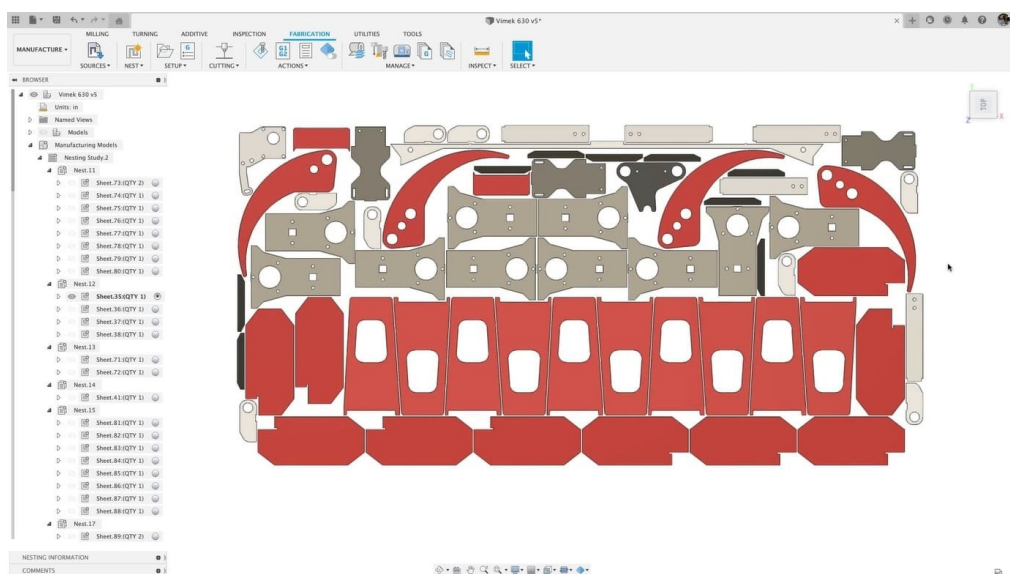 Vimek 630 v5*
MANUFACTURE
MILLING TURNING ADDITIVE INSPECTION FABRICATION UTILITIES TOOLS
G1 G2
SOURCES NEST SETUP CUTTING ACTIONS MANAGE INSPECT SELECT
BROWSER
Vimek 630 v5
Units: in
Named Views
Models
Manufacturing Models
Nesting Study.2
Nest.11
Sheet.73:(QTY 2)
Sheet.74:(QTY 1)
Sheet.75:(QTY 1)
Sheet.76:(QTY 1)
Sheet.77:(QTY 1)
Sheet.78:(QTY 1)
Sheet.79:(QTY 1)
Sheet.80:(QTY 1)
Nest.12
Sheet.35:(QTY 1)
Sheet.36:(QTY 1)
Sheet.37:(QTY 1)
Sheet.38:(QTY 1)
Nest.13
Sheet.71:(QTY 1)
Sheet.72:(QTY 1)
Nest.14
Sheet.41:(QTY 1)
Nest.15
Sheet.81:(QTY 1)
Sheet.82:(QTY 1)
Sheet.83:(QTY 1)
Sheet.84:(QTY 1)
Sheet.85:(QTY 1)
Sheet.86:(QTY 1)
Sheet.87:(QTY 1)
Sheet.88:(QTY 1)
Nest.17
Sheet.89:(QTY 2)
NESTING INFORMATION
COMMENTS
TOP
Z X